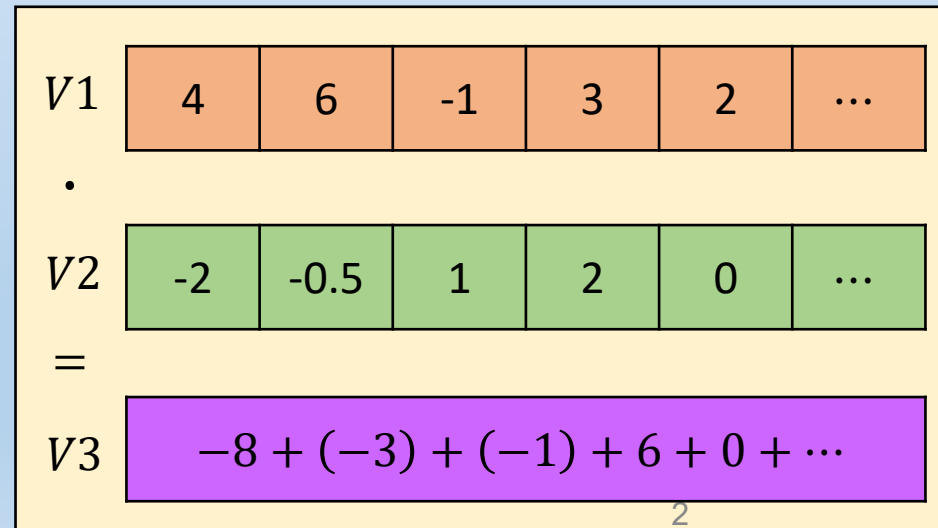 V1 4 6 -1 3 2 ⋯
·
V2 -2 -0.5 1 2 0 ⋯
=
V3 −8 + (−3) + (−1) + 6 + 0 + ⋯
2